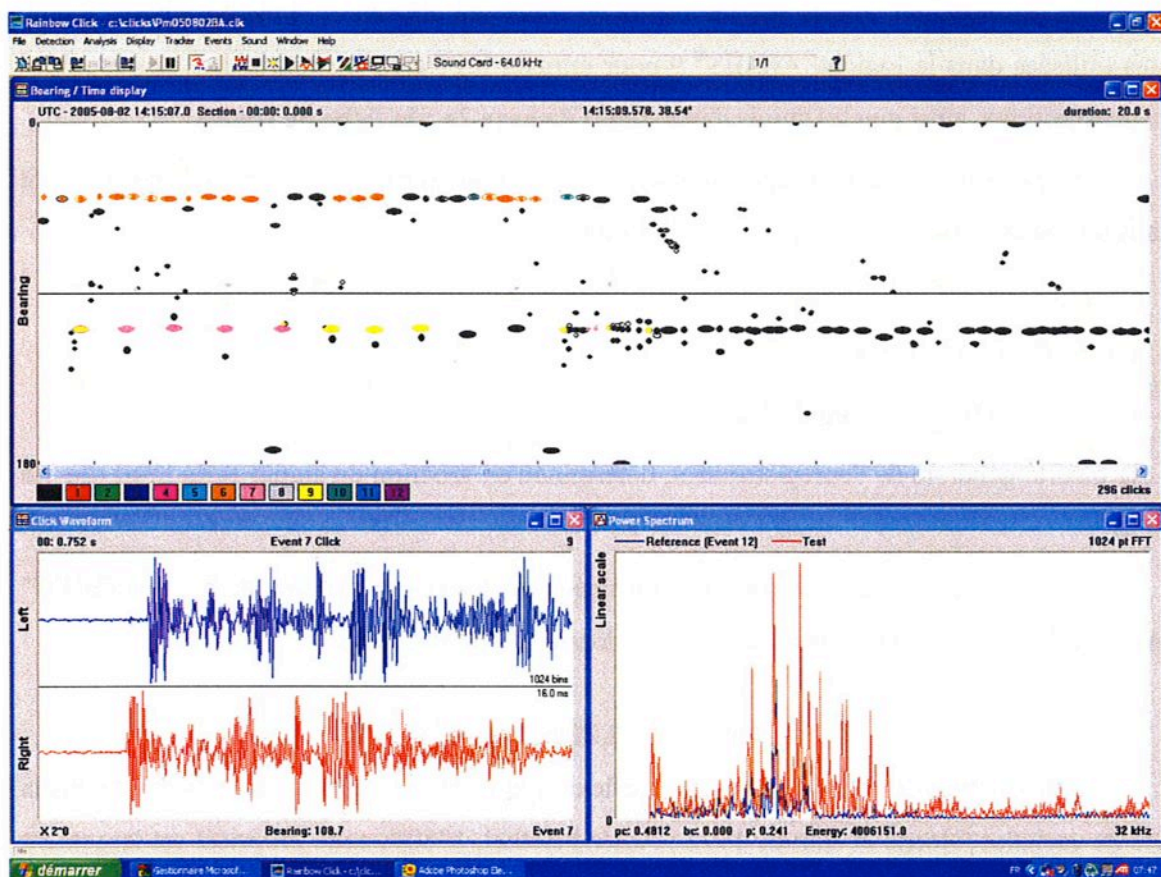 Rainbow Click - c:\clicks\Pm050802BA.clk
File Detection Analysis Display Tracker Events Sound Window Help
Sound Card - 64.0 kHz 1/1 ?
Bearing / Time display
UTC - 2005-08-02 14:15:07.0 Section - 00:00: 0.000 s 14:15:09.578, 38.54° duration: 20.0 s
0
Bearing
180
1 2 4 5 6 7 8 9 10 11 12 296 clicks
Click Waveform
00: 0.752 s Event 7 Click 9
Left
1024 bins
16.0 ms
Right
X 2^0 Bearing: 108.7 Event 7
Power Spectrum
Reference (Event 12) Test 1024 pt FFT
Linear scale
0
pc: 0.4812 bc: 0.000 p: 0.241 Energy: 4006151.0 32 kHz
démarrer Gestionnaire Microsof... Rainbow Click - c:\clic... Adobe Photoshop Ele... FR 07:47